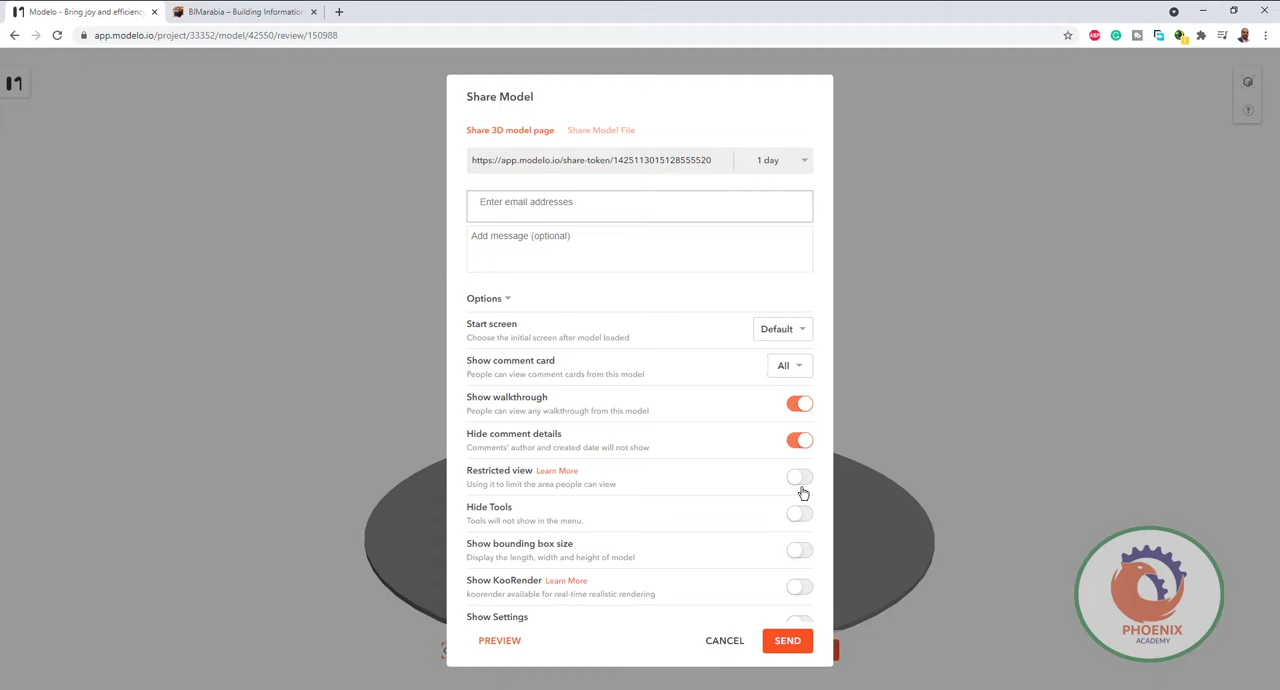 Modelo - Bring joy and efficiency
BIMarabia – Building Information
app.modelo.io/project/33352/model/42550/review/150988
ABP
Share Model
Share 3D model page
Share Model File
https://app.modelo.io/share-token/1425113015128555520
1 day
Enter email addresses
Add message (optional)
Options
Start screen
Default
Choose the initial screen after model loaded
Show comment card
All
People can view comment cards from this model
Show walkthrough
People can view any walkthrough from this model
Hide comment details
Comments' author and created date will not show
Restricted view Learn More
Using it to limit the area people can view
Hide Tools
Tools will not show in the menu.
Show bounding box size
Display the length, width and height of model
Show KooRender Learn More
koorender available for real-time realistic rendering
Show Settings
PREVIEW
CANCEL
SEND
PHOENIX
ACADEMY